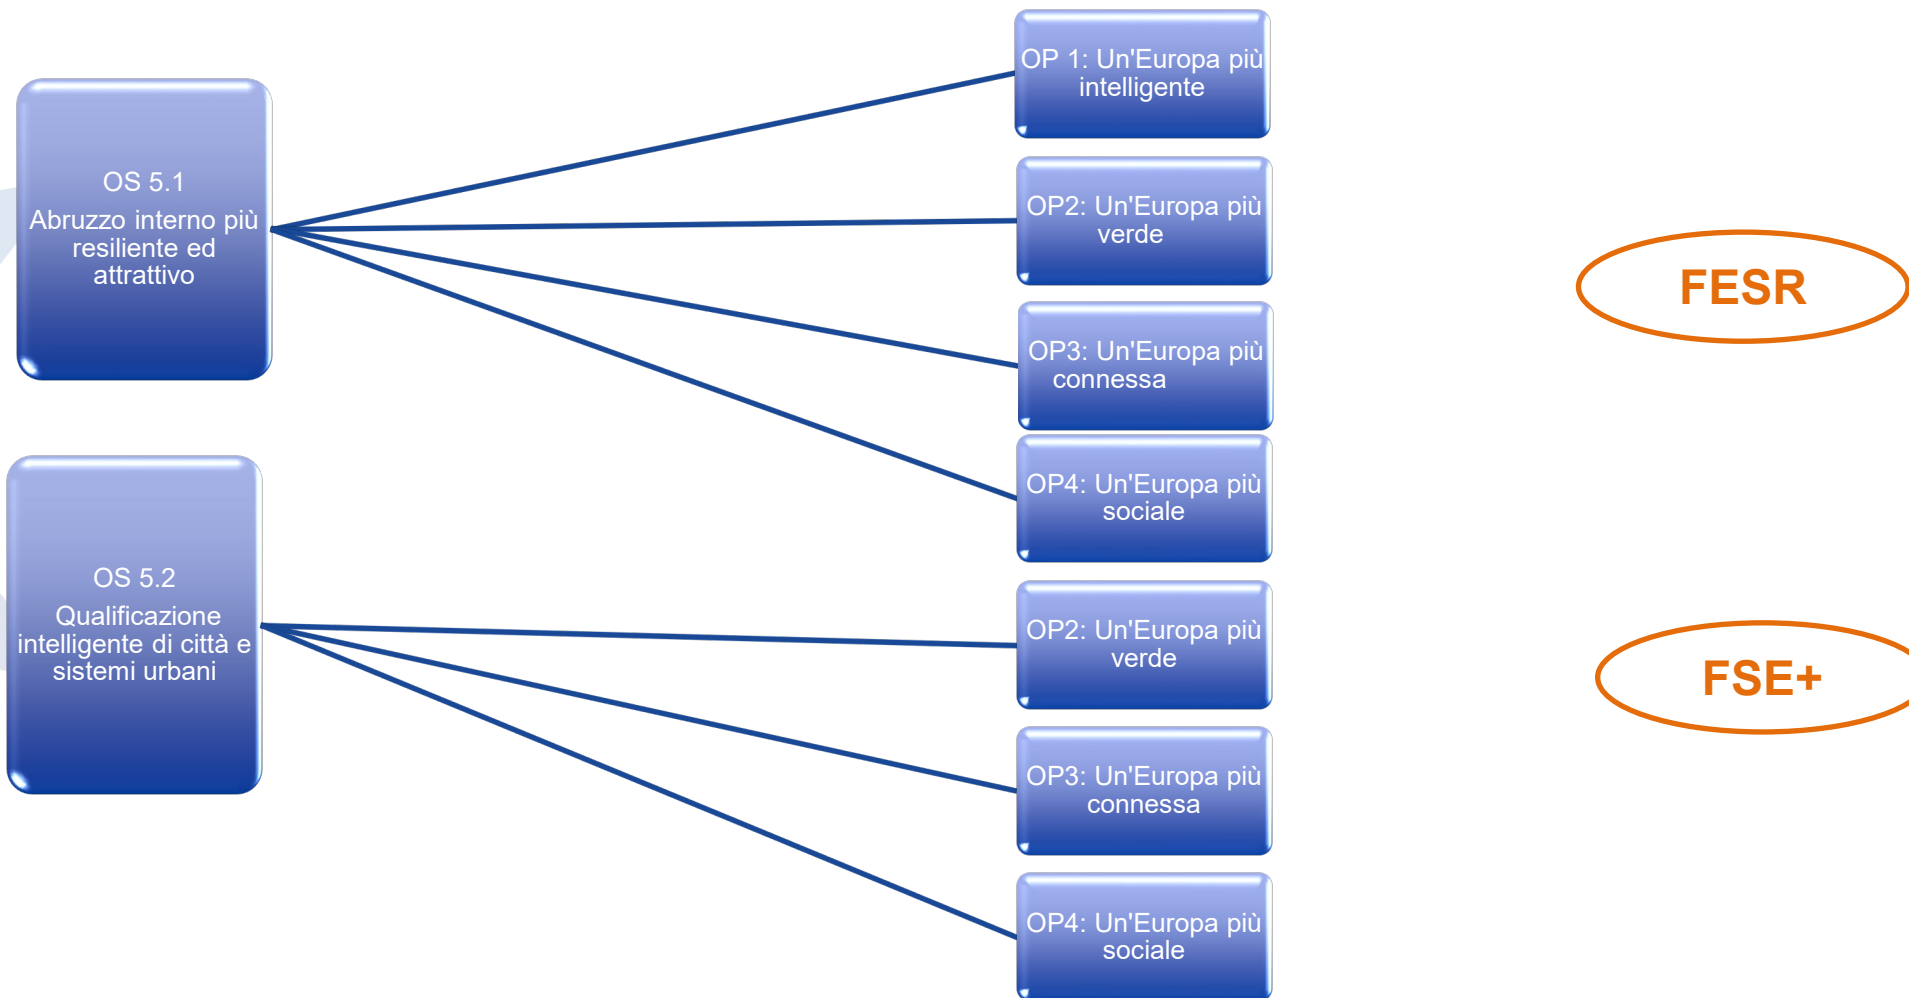 OS 5.1
Abruzzo interno più
resiliente ed
attrattivo
OS 5.2
Qualificazione
intelligente di città e
sistemi urbani
OP 1: Un'Europa più
intelligente
OP2: Un'Europa più
verde
OP3: Un'Europa più
connessa
OP4: Un'Europa più
sociale
OP2: Un'Europa più
verde
OP3: Un'Europa più
connessa
OP4: Un'Europa più
sociale
FESR
FSE+